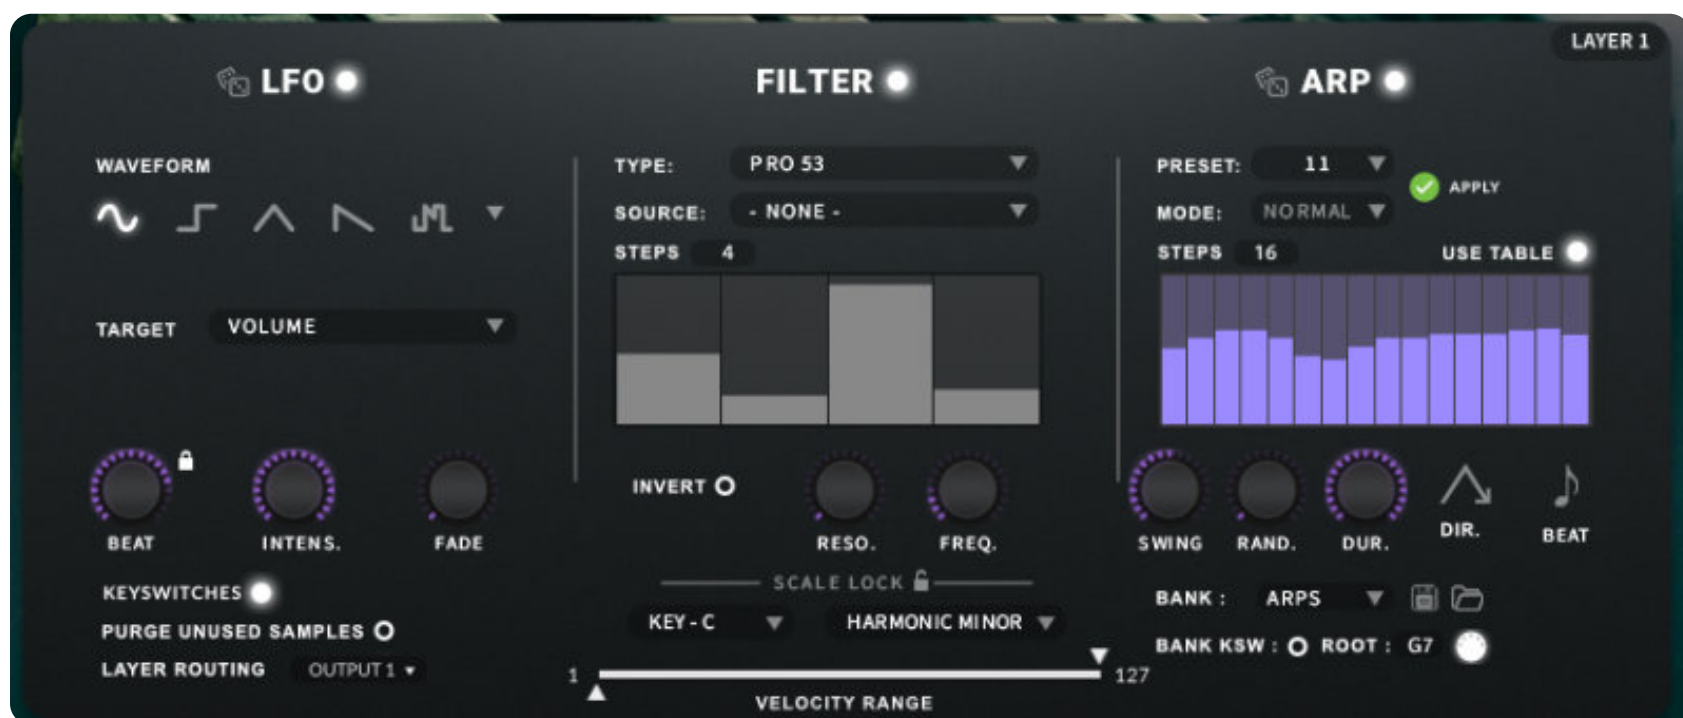 LAYER 1
LFO
FILTER
ARP
WAVEFORM
TARGET VOLUME
BEAT INTENS. FADE
KEYSWITCHES
PURGE UNUSED SAMPLES
LAYER ROUTING OUTPUT 1
TYPE: PRO 53
SOURCE: - NONE -
STEPS 4
INVERT RESO. FREQ.
SCALE LOCK
KEY - C HARMONIC MINOR
1 127
VELOCITY RANGE
PRESET: 11
APPLY
MODE: NORMAL
STEPS 16 USE TABLE
SWING RAND. DUR. DIR. BEAT
BANK : ARPS
BANK KSW : ROOT : G7